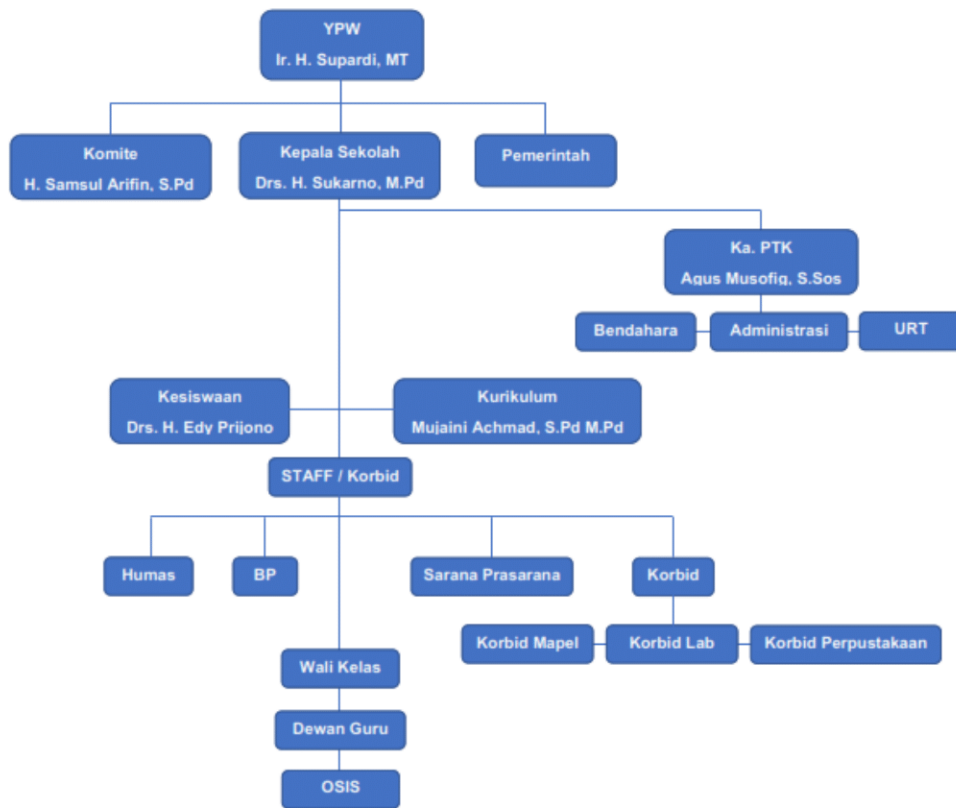 YPW
Ir. H. Supardi, MT
Komite
H. Samsul Arifin, S.Pd
Kepala Sekolah
Drs. H. Sukarno, M.Pd
Pemerintah
Ka. PTK
Agus Musofig, S.Sos
Bendahara
Administrasi
URT
Kesiswaan
Drs. H. Edy Prijono
Kurikulum
Mujaini Achmad, S.Pd M.Pd
STAFF / Korbid
Humas
BP
Sarana Prasarana
Korbid
Korbid Mapel
Korbid Lab
Korbid Perpustakaan
Wali Kelas
Dewan Guru
OSIS